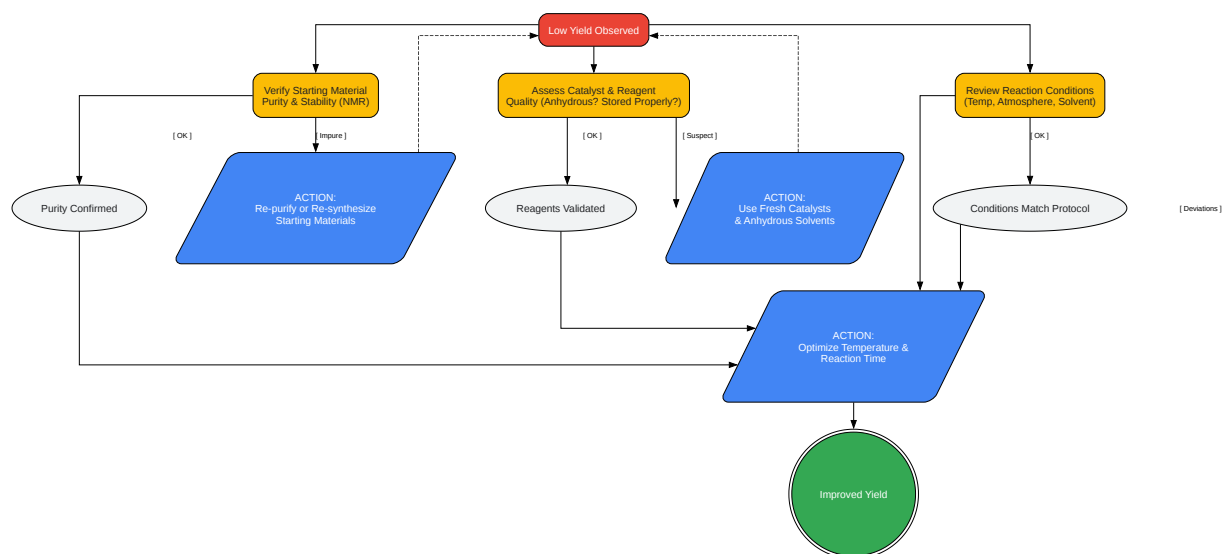 Low Yield Observed
Verify Starting Material
Purity & Stability (NMR)
Assess Catalyst & Reagent
Quality (Anhydrous? Stored Properly?)
Review Reaction Conditions
(Temp, Atmosphere, Solvent)
[ OK ]
[ Impure ]
[ OK ]
[ Suspect ]
[ OK ]
Purity Confirmed
ACTION:
Re-purify or Re-synthesize
Starting Materials
Reagents Validated
ACTION:
Use Fresh Catalysts
& Anhydrous Solvents
Conditions Match Protocol
[ Deviations ]
ACTION:
Optimize Temperature &
Reaction Time
Improved Yield